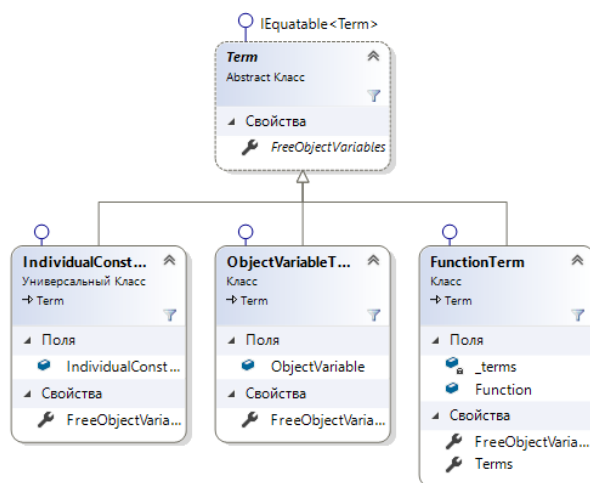 IEquatable<Term>
Term
Abstract Класс
Свойства
FreeObjectVariables
IndividualConst...
Универсальный Класс
Term
Поля
IndividualConst...
Свойства
FreeObjectVaria...
ObjectVariableT...
Класс
Term
Поля
ObjectVariable
Свойства
FreeObjectVaria...
FunctionTerm
Класс
Term
Поля
_terms
Function
Свойства
FreeObjectVaria...
Terms